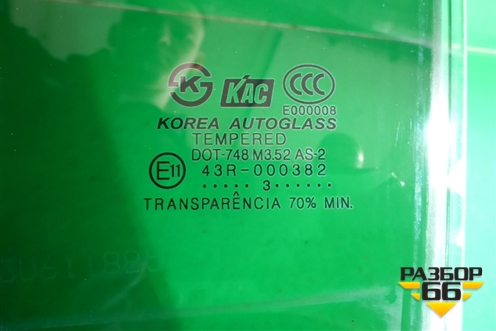 KAC CCC
E000008
KOREA AUTOGLASS
TEMPERED
DOT-748 M3.52 AS-2
E11 43R-000382
..... 3......
TRANSPARÊNCIA 70% MIN.
РАЗБОР
66